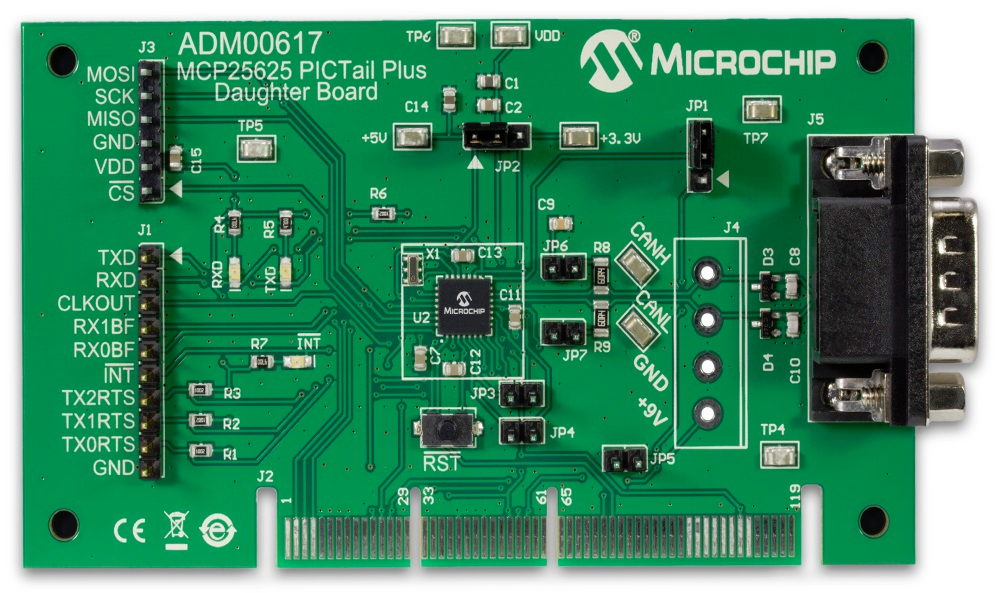 J3
ADM00617
MCP25625 PICTail Plus
Daughter Board
TP6
VDD
MICROCHIP®
MOSI
SCK
MISO
GND
VDD
CS
C15
TP5
C14
C1
C2
+5V
+3.3V
JP2
JP1
TP7
J5
J1
TXD
RXD
CLKOUT
RX1BF
RX0BF
INT
TX2RTS
TX1RTS
TX0RTS
GND
R4
R5
R6
RXD
TXD
R7
INT
R3
R2
R1
X1
C13
U2
MICROCHIP
C11
C7
C12
C9
JP6
R8
CANH
CANL
JP7
R9
GND
+9V
J4
D3
C8
D4
C10
JP3
JP4
RST
JP5
TP4
J2
1
29
33
61
65
119
CE